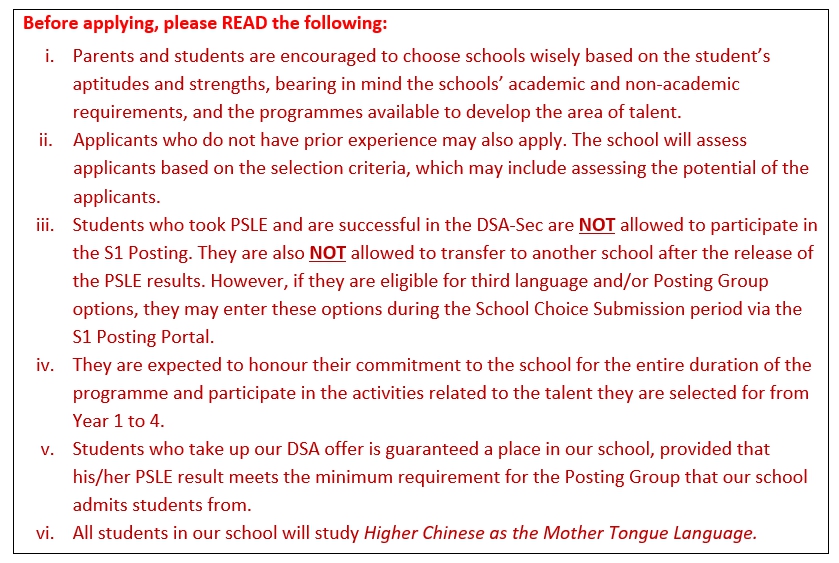 Before applying, please READ the following:
i. Parents and students are encouraged to choose schools wisely based on the student's
aptitudes and strengths, bearing in mind the schools' academic and non-academic
requirements, and the programmes available to develop the area of talent.
ii. Applicants who do not have prior experience may also apply. The school will assess
applicants based on the selection criteria, which may include assessing the potential of the
applicants.
iii. Students who took PSLE and are successful in the DSA-Sec are NOT allowed to participate in
the S1 Posting. They are also NOT allowed to transfer to another school after the release of
the PSLE results. However, if they are eligible for third language and/or Posting Group
options, they may enter these options during the School Choice Submission period via the
S1 Posting Portal.
iv. They are expected to honour their commitment to the school for the entire duration of the
programme and participate in the activities related to the talent they are selected for from
Year 1 to 4.
v. Students who take up our DSA offer is guaranteed a place in our school, provided that
his/her PSLE result meets the minimum requirement for the Posting Group that our school
admits students from.
vi. All students in our school will study Higher Chinese as the Mother Tongue Language.